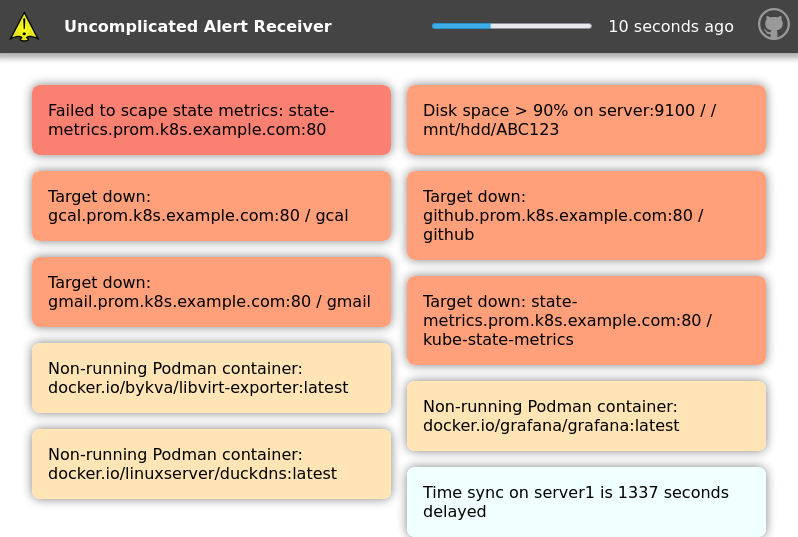 Uncomplicated Alert Receiver
10 seconds ago
Failed to scape state metrics: state-
metrics.prom.k8s.example.com:80
Disk space > 90% on server:9100 / /
mnt/hdd/ABC123
Target down:
gcal.prom.k8s.example.com:80 / gcal
Target down:
github.prom.k8s.example.com:80 /
github
Target down:
gmail.prom.k8s.example.com:80 / gmail
Target down: state-
metrics.prom.k8s.example.com:80 /
kube-state-metrics
Non-running Podman container:
docker.io/bykva/libvirt-exporter:latest
Non-running Podman container:
docker.io/grafana/grafana:latest
Non-running Podman container:
docker.io/linuxserver/duckdns:latest
Time sync on server1 is 1337 seconds
delayed